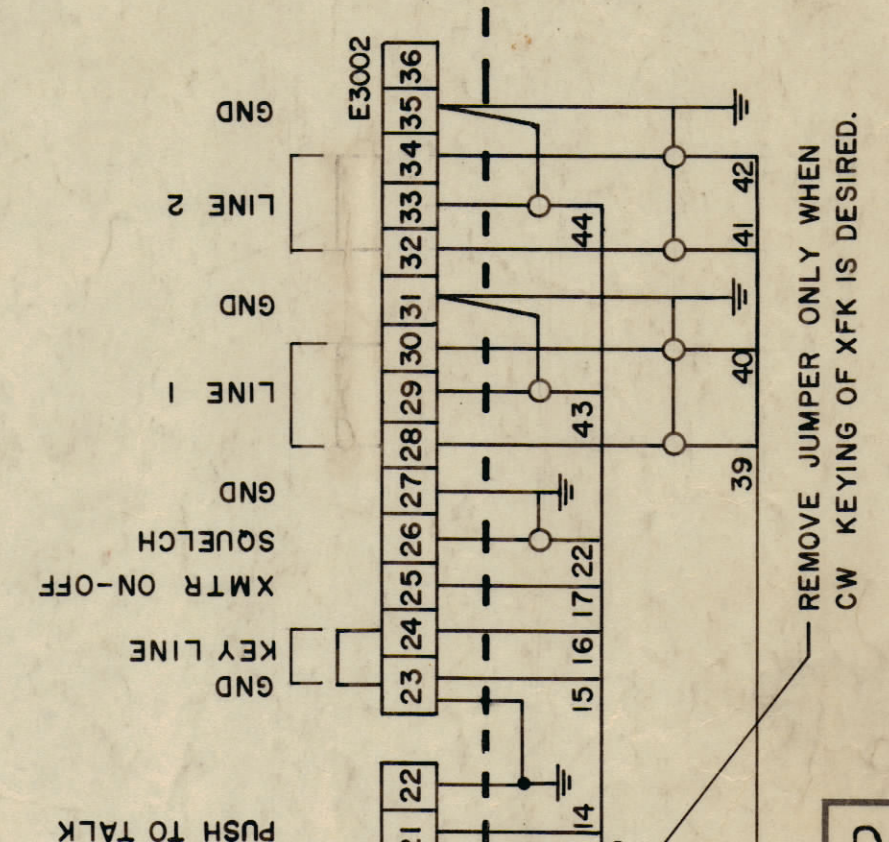 E3002
36
35
34
33
32
31
30
29
28
27
26
25
24
23
22
21
GND
LINE 2
GND
LINE 1
GND
SQUELCH
XMTR ON-OFF
KEY LINE
GND
PUSH TO TALK
44
43
22
17
16
15
14
42
41
40
39
REMOVE JUMPER ONLY WHEN
CW KEYING OF XFK IS DESIRED.